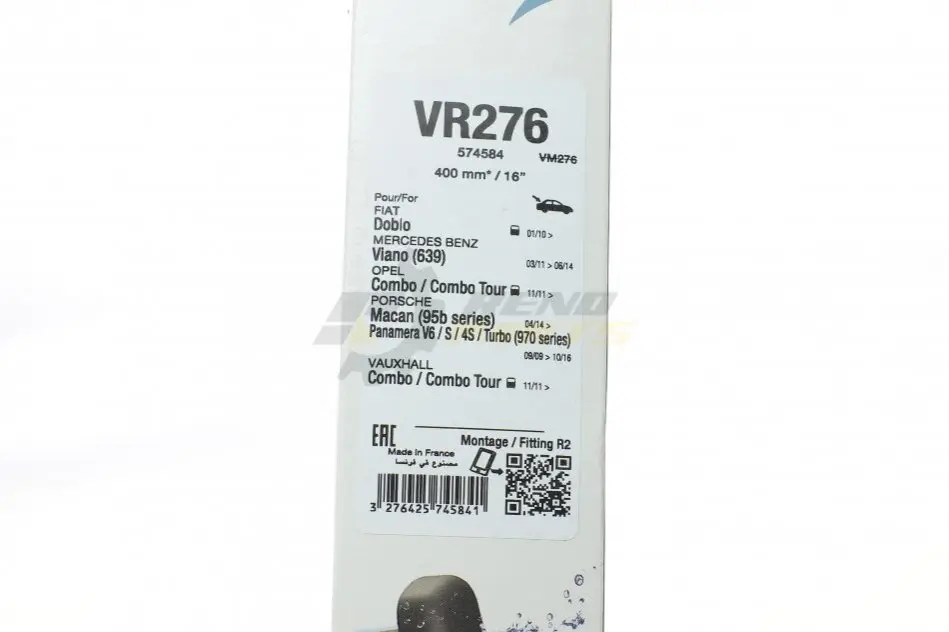 VR276
574584 VM276
400 mm* / 16"
Pour/For
FIAT
Doblo 01/10 >
MERCEDES BENZ
Viano (639) 03/11 > 06/14
OPEL
Combo / Combo Tour 11/11 >
PORSCHE
Macan (95b series) 04/14 >
Panamera V6 / S / 4S / Turbo (970 series)
09/09 > 10/16
VAUXHALL
Combo / Combo Tour 11/11 >
EAC Montage / Fitting R2
Made in France
مصنوع في فرنسا
3 276425 745841